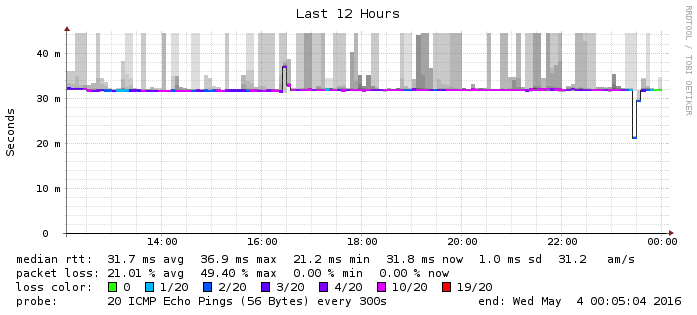 Last 12 Hours
RRDTOOL / TOBI OETIKER
Seconds
40 m
30 m
20 m
10 m
0
14:00 16:00 18:00 20:00 22:00 00:00
median rtt: 31.7 ms avg 36.9 ms max 21.2 ms min 31.8 ms now 1.0 ms sd 31.2 am/s
packet loss: 21.01 % avg 49.40 % max 0.00 % min 0.00 % now
loss color: 0 1/20 2/20 3/20 4/20 10/20 19/20
probe: 20 ICMP Echo Pings (56 Bytes) every 300s end: Wed May 4 00:05:04 2016